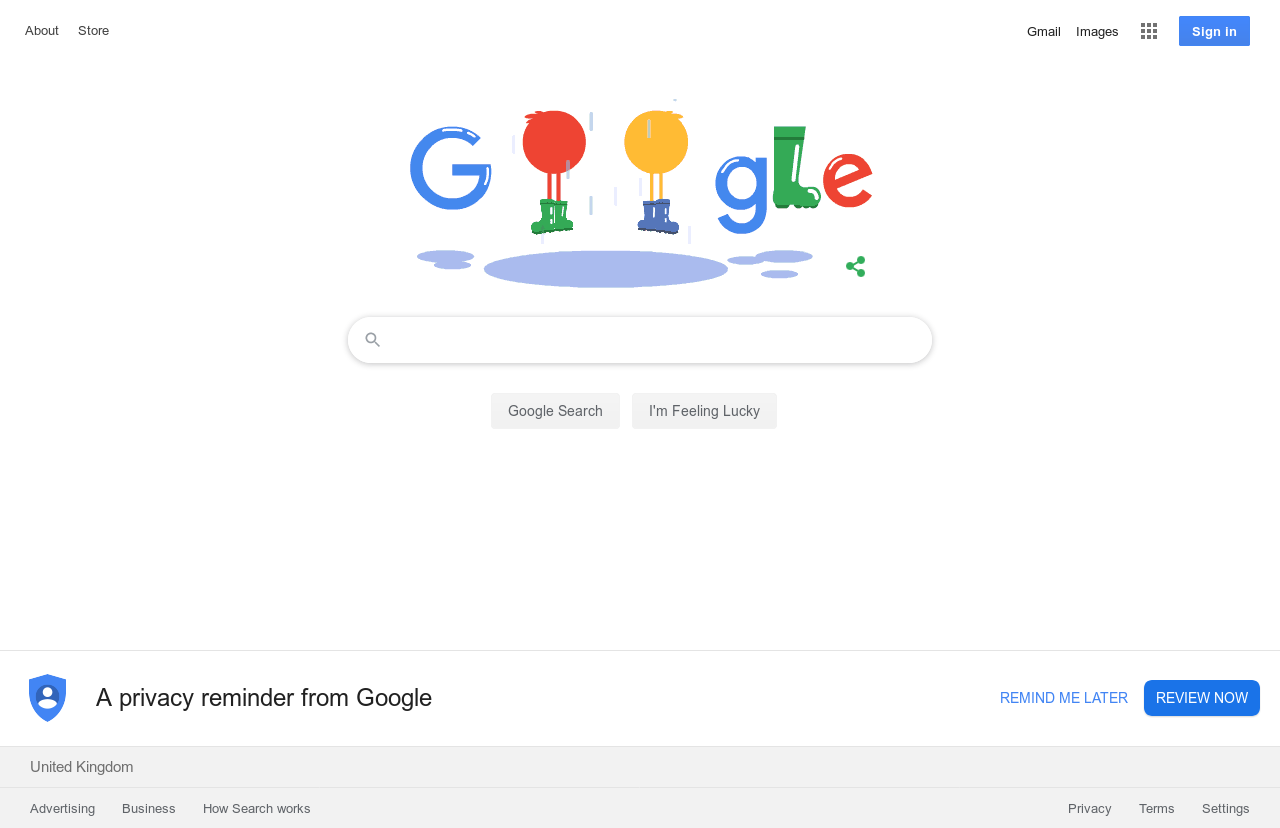 About Store
Gmail Images Sign in
Google
Google Search I'm Feeling Lucky
A privacy reminder from Google
REMIND ME LATER REVIEW NOW
United Kingdom
Advertising Business How Search works
Privacy Terms Settings